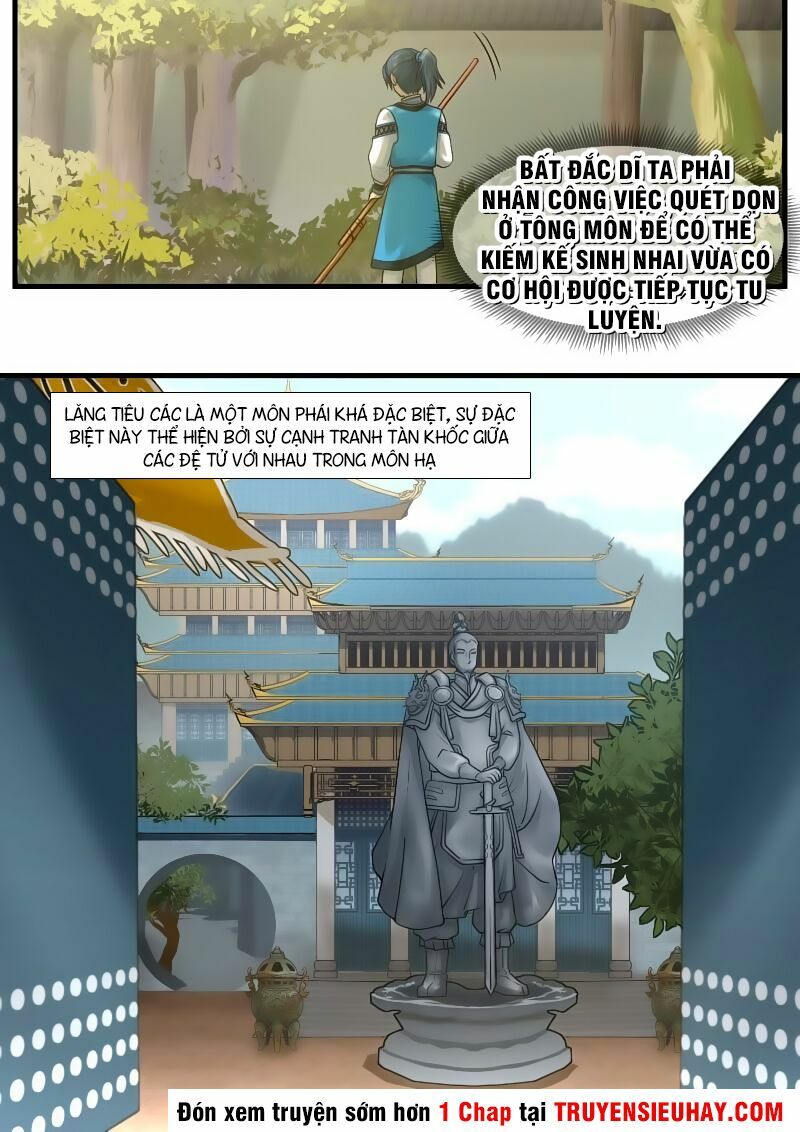 BẤT ĐẮC DĨ TA PHẢI
NHẬN CÔNG VIỆC QUÉT DỌN
Ở TÔNG MÔN ĐỂ CÓ THỂ
KIẾM KẾ SINH NHAI VỪA CÓ
CƠ HỘI ĐƯỢC TIẾP TỤC TU
LUYỆN.
LĂNG TIÊU CÁC LÀ MỘT MÔN PHÁI KHÁ ĐẶC BIỆT, SỰ ĐẶC
BIỆT NÀY THỂ HIỆN BỞI SỰ CẠNH TRANH TÀN KHỐC GIỮA
CÁC ĐỆ TỬ VỚI NHAU TRONG MÔN HẠ
Đón xem truyện sớm hơn 1 Chap tại TRUYENSIEUHAY.COM